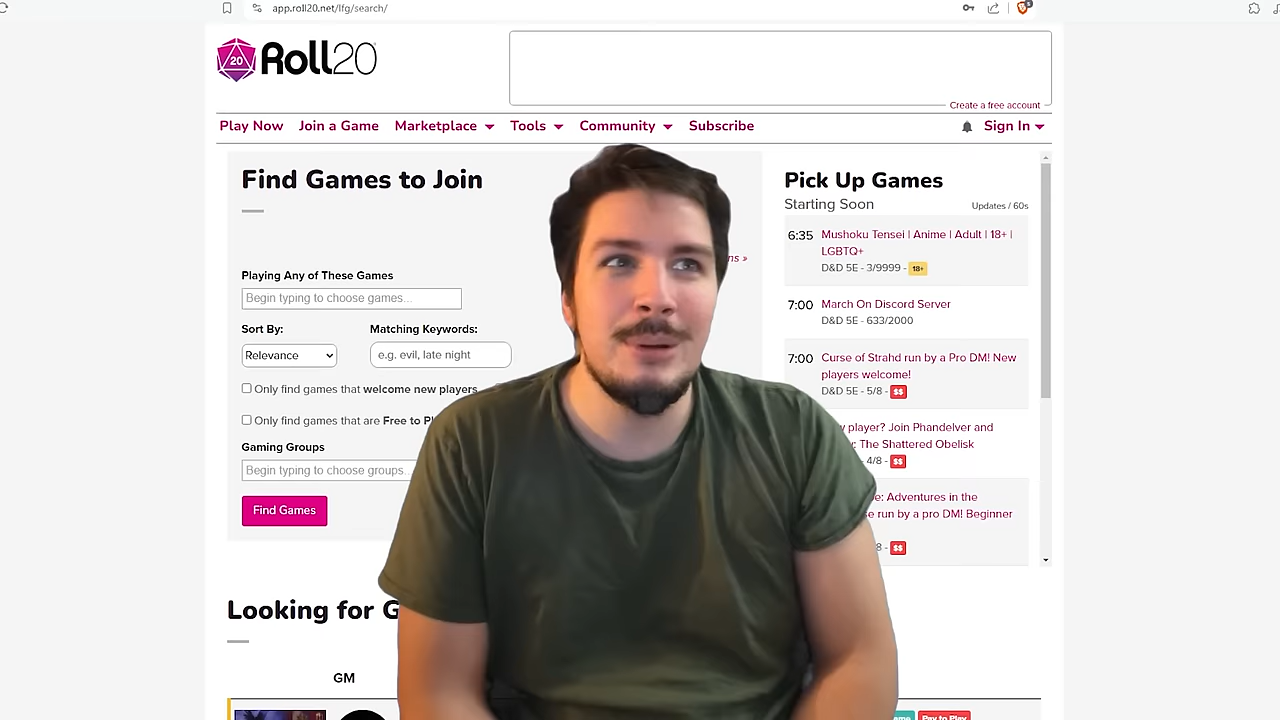 app.roll20.net/lfg/search/
20 Roll20
Create a free account
Play Now Join a Game Marketplace Tools Community Subscribe Sign In
Find Games to Join
Playing Any of These Games
Begin typing to choose games...
Sort By: Matching Keywords:
Relevance e.g. evil, late night
Only find games that welcome new players
Only find games that are Free to Pl
Gaming Groups
Begin typing to choose groups...
Find Games
Pick Up Games
Starting Soon Updates / 60s
6:35 Mushoku Tensei | Anime | Adult | 18+ |
LGBTQ+
D&D 5E - 3/9999 - 18+
7:00 March On Discord Server
D&D 5E - 633/2000
7:00 Curse of Strahd run by a Pro DM! New
players welcome!
D&D 5E - 5/8 - $$
player? Join Phandelver and
The Shattered Obelisk
4/8 - $$
Adventures in the
run by a pro DM! Beginner
8 - $$
Looking for G
GM
Pay to Play